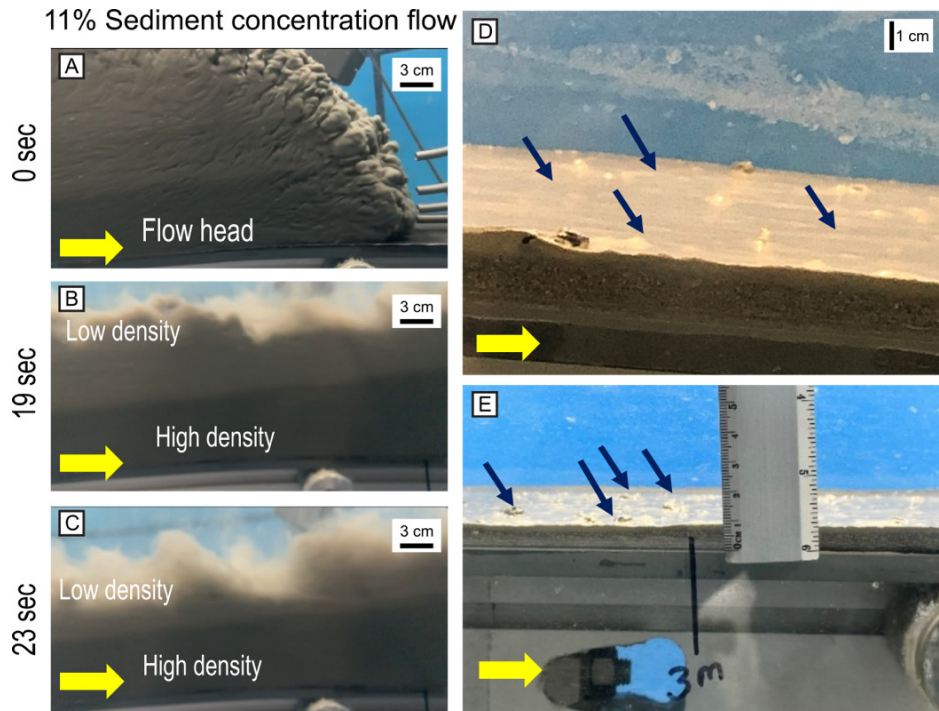 11% Sediment concentration flow
0 sec
A
3 cm
Flow head
19 sec
B
3 cm
Low density
High density
23 sec
C
3 cm
Low density
High density
D
1 cm
E
3m